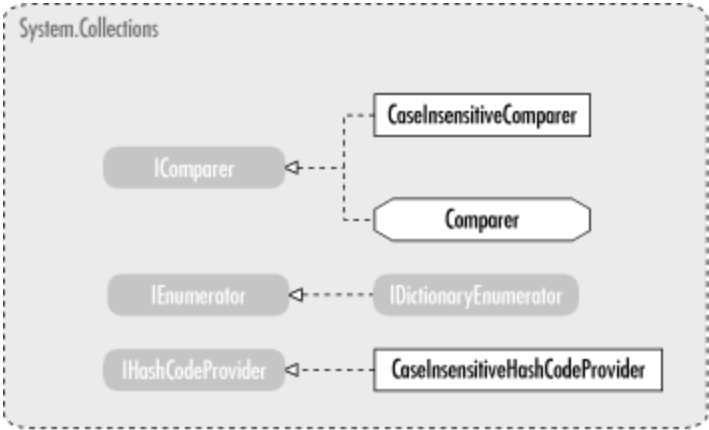 System.Collections
CaseInsensitiveComparer
IComparer
Comparer
IEnumerator
IDictionaryEnumerator
IHashCodeProvider
CaseInsensitiveHashCodeProvider